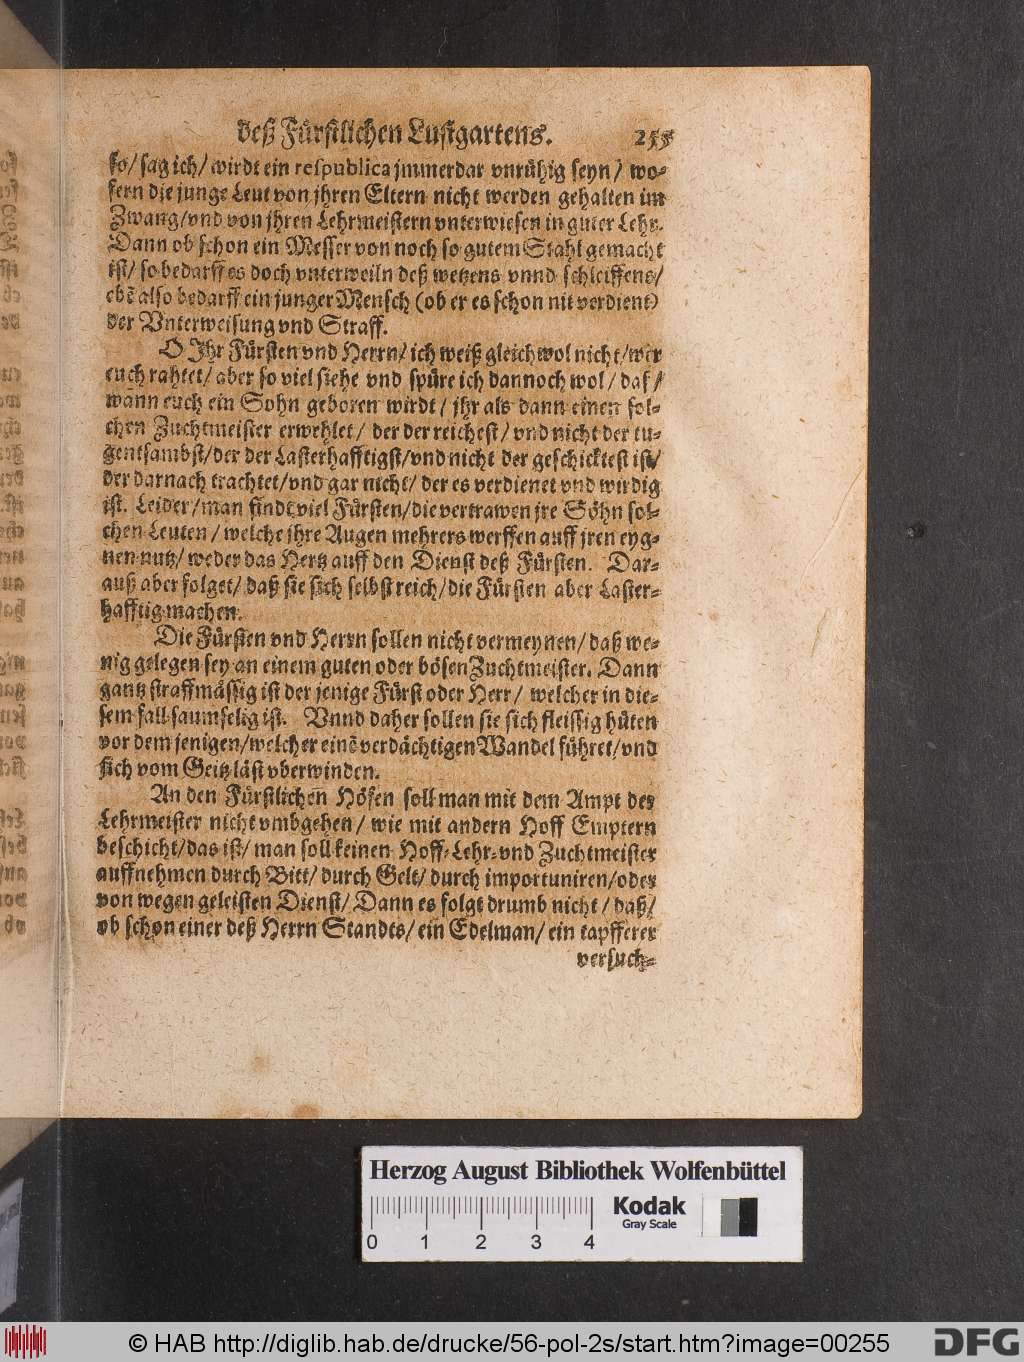 deß Fürstlichen Lustgartens. 255
so/ sag ich/ wirdt ein respublica jmmerdar vnrühig seyn/ wo-
fern die junge Leut von jhren Eltern nicht werden gehalten im
Zwang/vnd von jhren Lehrmeistern vnterwiesen in guter Lehr.
Dann ob schon ein Messer von noch so gutem Stahl gemacht
ist/ so bedarff es doch vnterweiln deß wetzens vnnd schleiffens/
ebẽ also bedarff ein junger Mensch (ob er es schon nit verdient)
der Vnterweisung vnd Straff.
O Ihr Fürsten vnd Herrn/ ich weiß gleichwol nicht/wer
euch rahtet/ aber so viel siehe vnd spüre ich dannoch wol/ daß/
wann euch ein Sohn geboren wirdt/ jhr als dann einen sol-
chen Zuchtmeister erwehlet/ der der reichest/ vnd nicht der tu-
gentsambst/der der Lasterhafftigst/vnd nicht der geschicktest ist/
der darnach trachtet/vnd gar nicht/ der es verdienet vnd wirdig
ist. Leider/man findt viel Fürsten/die vertrawen jre Söhn sol-
chen Leuten/ welche jhre Augen mehrers werffen auff jren eyg-
nen nutz/ weder das Hertz auff den Dienst deß Fürsten. Dar-
auß aber folget/ daß sie sich selbst reich/die Fürsten aber Laster-
hafftig machen.
Die Fürsten vnd Herrn sollen nicht vermeynen/ daß we-
nig gelegen sey an einem guten oder bösen Zuchtmeister. Dann
gantz straffmässig ist der jenige Fürst oder Herr/ welcher in die-
sem fall saumselig ist. Vnnd daher sollen sie sich fleissig hüten
vor dem jenigen/welcher einẽ verdächtigen Wandel führet/vnd
sich vom Geitz läst vberwinden.
An den Fürstlichen Höfen soll man mit dem Ampt der
Lehrmeister nicht vmbgehen/ wie mit andern Hoff Emptern
beschicht/das ist/ man soll keinen Hoff-Lehr-vnd Zuchtmeister
auffnehmen durch Bitt/ durch Gelt/ durch importuniren/oder
von wegen geleisten Dienst/ Dann es folgt drumb nicht/ daß/
ob schon einer deß Herrn Standts/ ein Edelman/ ein tapfferer
versuch-
Herzog August Bibliothek Wolfenbüttel
Kodak
Gray Scale
0 1 2 3 4
© HAB http://diglib.hab.de/drucke/56-pol-2s/start.htm?image=00255
DFG